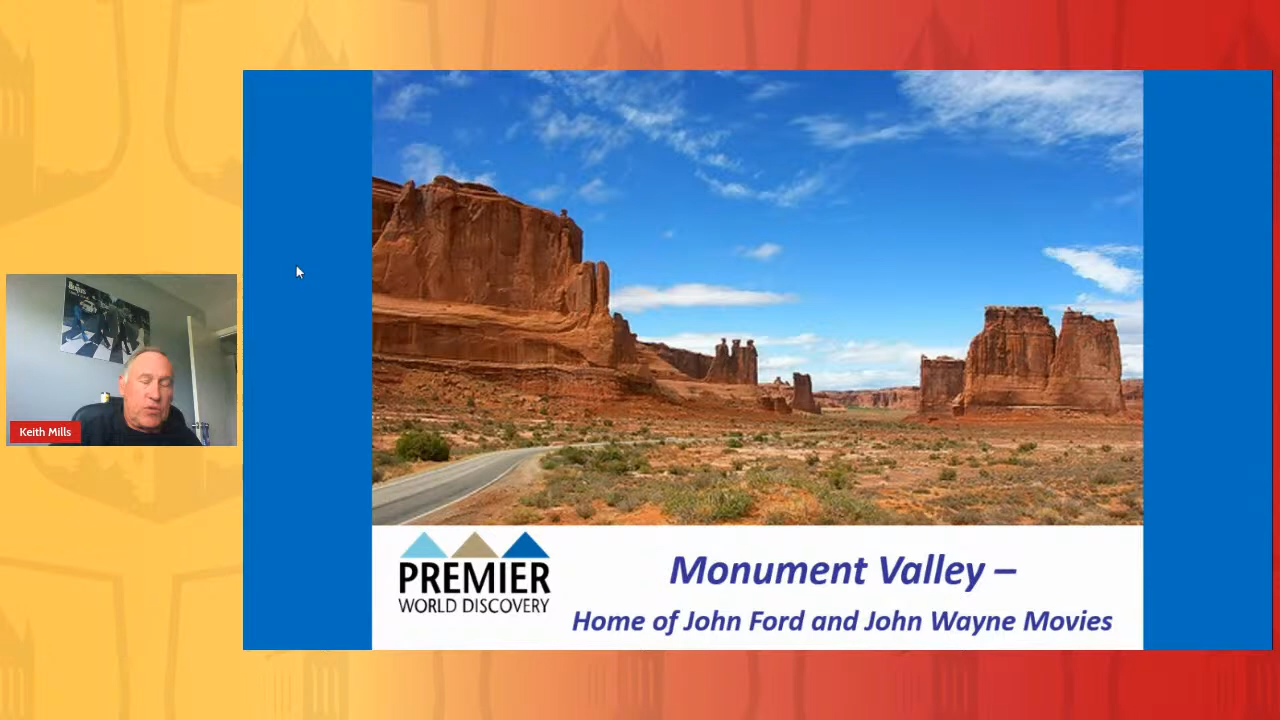 Keith Mills
PREMIER
WORLD DISCOVERY
Monument Valley –
Home of John Ford and John Wayne Movies